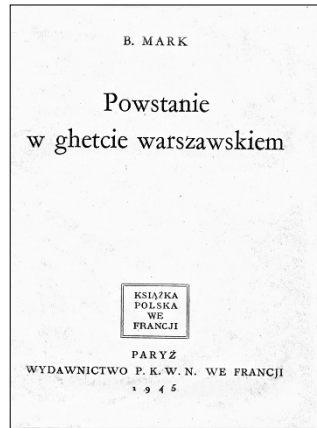 B. MARK
Powstanie
w ghetcie warszawskiem
KSIĄŻKA
POLSKA
WE
FRANCJI
PARYŻ
WYDAWNICTWO P. K. W. N. WE FRANCJI
1945